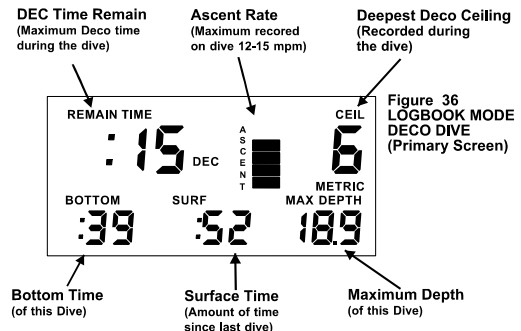 DEC Time Remain
(Maximum Deco time
during the dive)
Ascent Rate
(Maximum recored
on dive 12-15 mpm)
Deepest Deco Ceiling
(Recorded during
the dive)
REMAIN TIME
:15 DEC
ASCENT
CEIL
6
METRIC
BOTTOM
:39
SURF
:52
MAX DEPTH
18.9
Figure 36
LOGBOOK MODE
DECO DIVE
(Primary Screen)
Bottom Time
(of this Dive)
Surface Time
(Amount of time
since last dive)
Maximum Depth
(of this Dive)